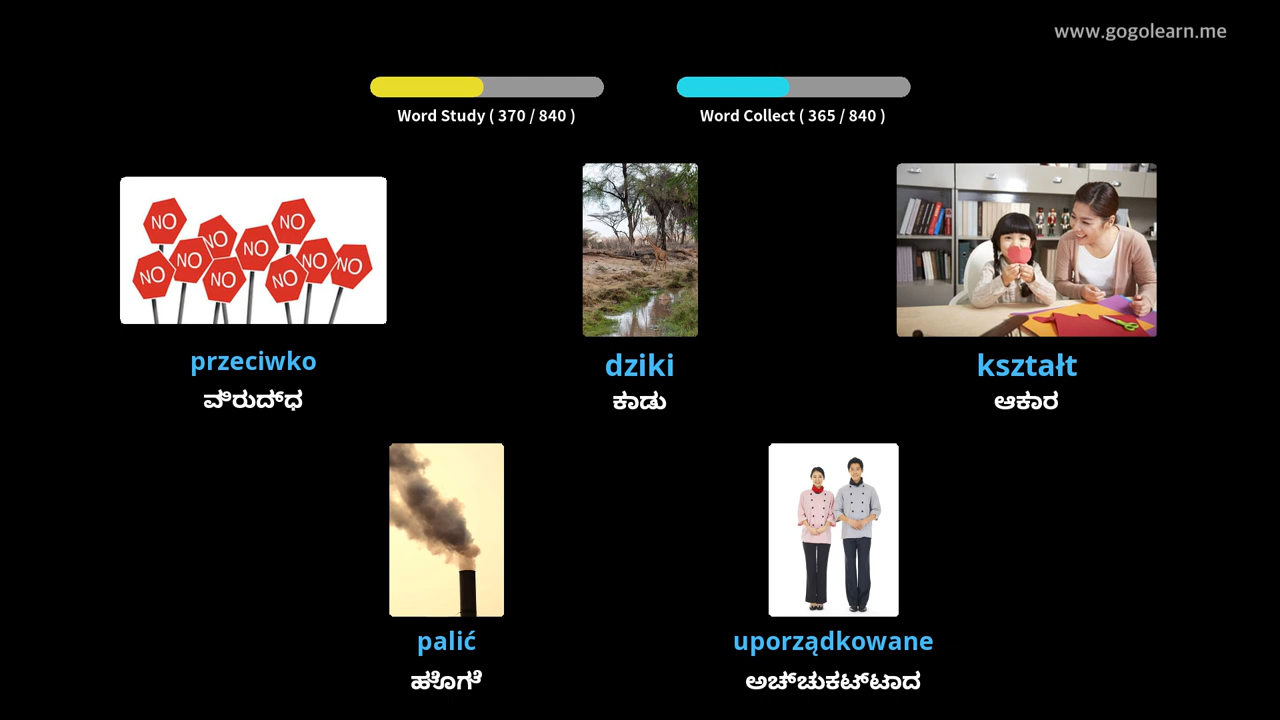 www.gogolearn.me
Word Study ( 370 / 840 )
Word Collect ( 365 / 840 )
NO NO NO NO NO NO NO NO NO NO
przeciwko
ವಿರುದ್ಧ
dziki
ಕಾಡು
kształt
ಆಕಾರ
palić
ಹೊಗೆ
uporządkowane
ಅಚ್ಚುಕಟ್ಟಾದ